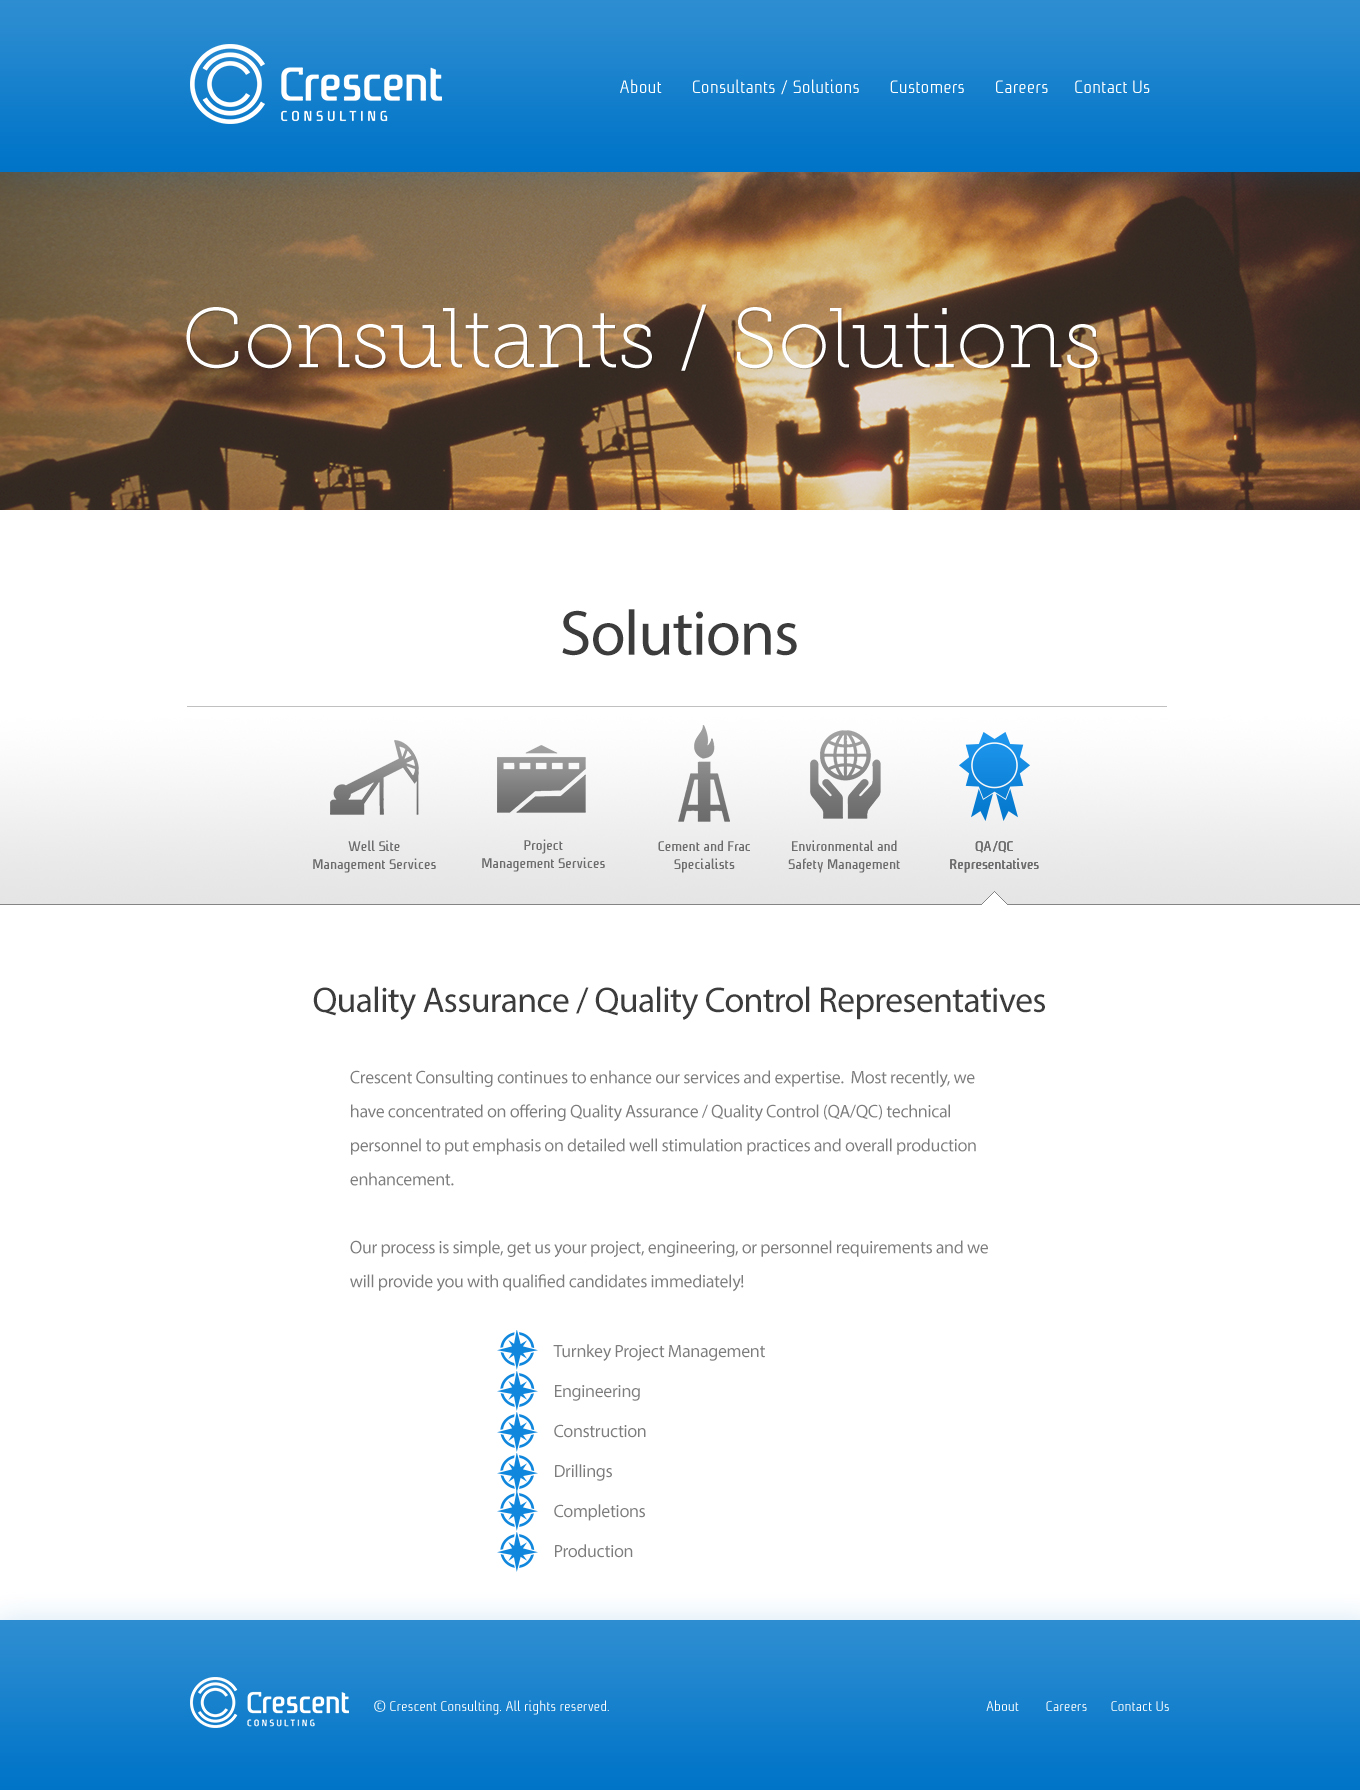 Crescent
CONSULTING
About
Consultants / Solutions
Customers
Careers
Contact Us
Consultants / Solutions
Solutions
Well Site
Management Services
Project
Management Services
Cement and Frac
Specialists
Environmental and
Safety Management
QA/QC
Representatives
Quality Assurance / Quality Control Representatives
Crescent Consulting continues to enhance our services and expertise. Most recently, we
have concentrated on offering Quality Assurance / Quality Control (QA/QC) technical
personnel to put emphasis on detailed well stimulation practices and overall production
enhancement.
Our process is simple, get us your project, engineering, or personnel requirements and we
will provide you with qualified candidates immediately!
Turnkey Project Management
Engineering
Construction
Drillings
Completions
Production
Crescent
CONSULTING
© Crescent Consulting. All rights reserved.
About
Careers
Contact Us